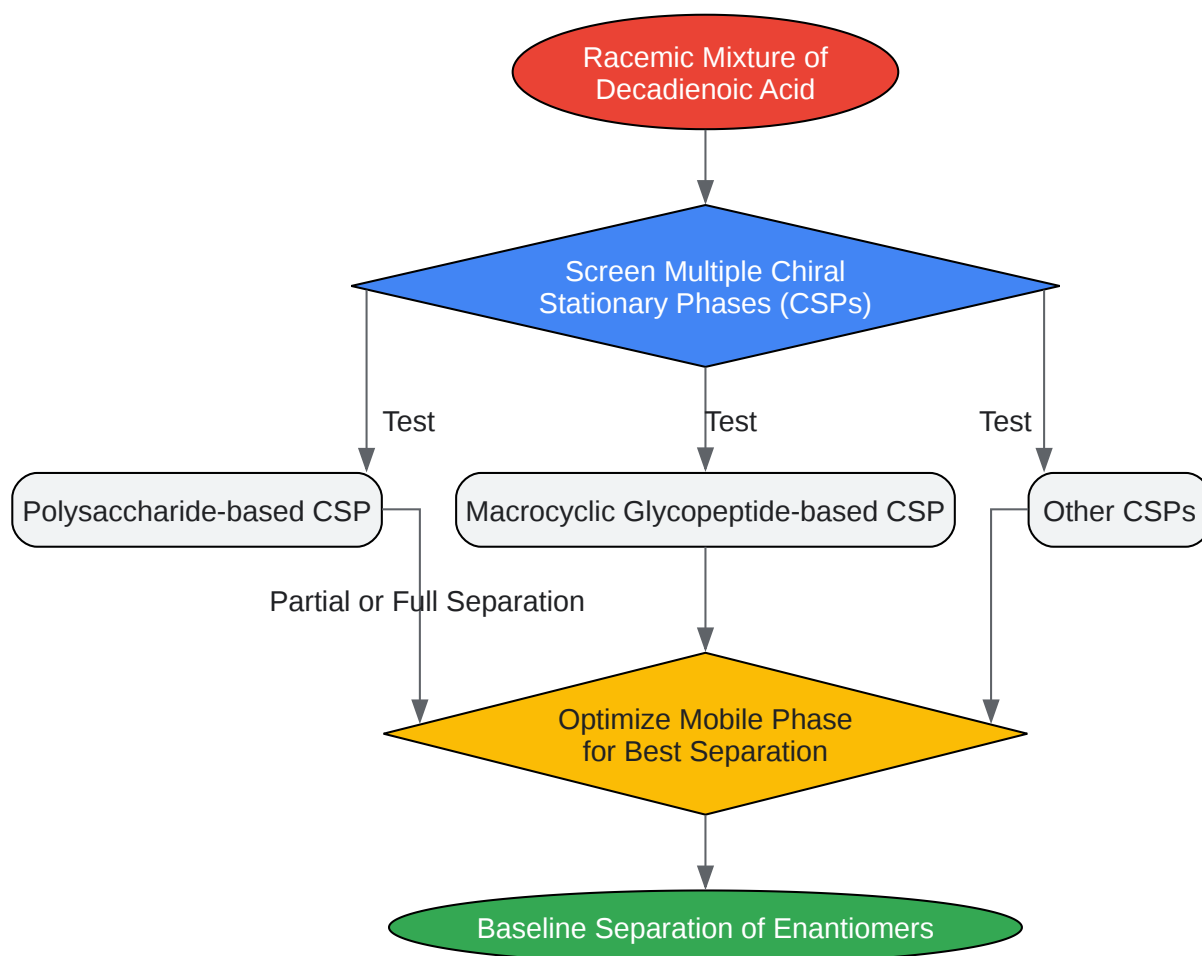 Racemic Mixture of
Decadienoic Acid
Screen Multiple Chiral
Stationary Phases (CSPs)
Test
Test
Test
Polysaccharide-based CSP
Macrocyclic Glycopeptide-based CSP
Other CSPs
Partial or Full Separation
Optimize Mobile Phase
for Best Separation
Baseline Separation of Enantiomers